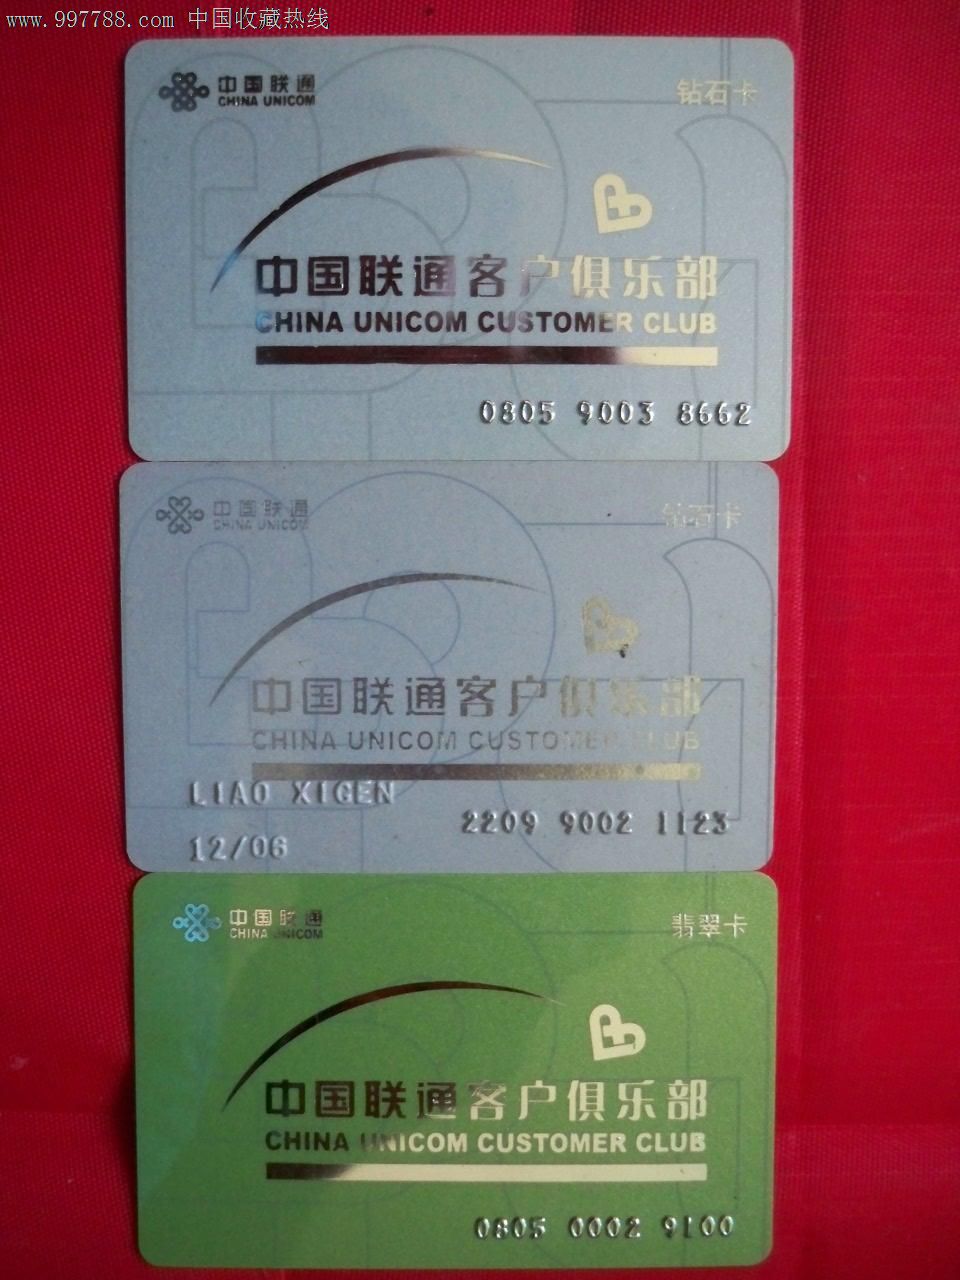 www.997788.com 中国收藏热线
中国联通
CHINA UNICOM
钻石卡
中国联通客户俱乐部
CHINA UNICOM CUSTOMER CLUB
0805 9003 8662
中国联通
CHINA UNICOM
钻石卡
中国联通客户俱乐部
CHINA UNICOM CUSTOMER CLUB
LIAO XIGEN
2209 9002 1123
12/06
中国联通
CHINA UNICOM
翡翠卡
中国联通客户俱乐部
CHINA UNICOM CUSTOMER CLUB
0805 0002 9100